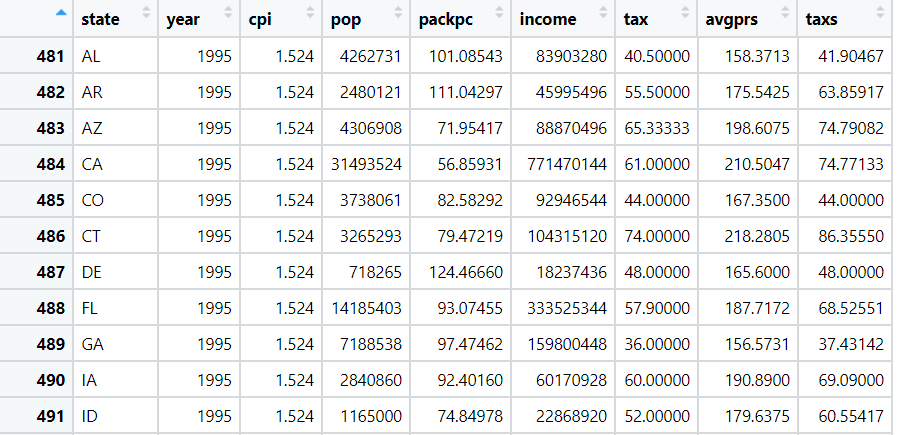 state year cpi pop packpc income tax avgprs taxs
481 AL 1995 1.524 4262731 101.08543 83903280 40.50000 158.3713 41.90467
482 AR 1995 1.524 2480121 111.04297 45995496 55.50000 175.5425 63.85917
483 AZ 1995 1.524 4306908 71.95417 88870496 65.33333 198.6075 74.79082
484 CA 1995 1.524 31493524 56.85931 771470144 61.00000 210.5047 74.77133
485 CO 1995 1.524 3738061 82.58292 92946544 44.00000 167.3500 44.00000
486 CT 1995 1.524 3265293 79.47219 104315120 74.00000 218.2805 86.35550
487 DE 1995 1.524 718265 124.46660 18237436 48.00000 165.6000 48.00000
488 FL 1995 1.524 14185403 93.07455 333525344 57.90000 187.7172 68.52551
489 GA 1995 1.524 7188538 97.47462 159800448 36.00000 156.5731 37.43142
490 IA 1995 1.524 2840860 92.40160 60170928 60.00000 190.8900 69.09000
491 ID 1995 1.524 1165000 74.84978 22868920 52.00000 179.6375 60.55417